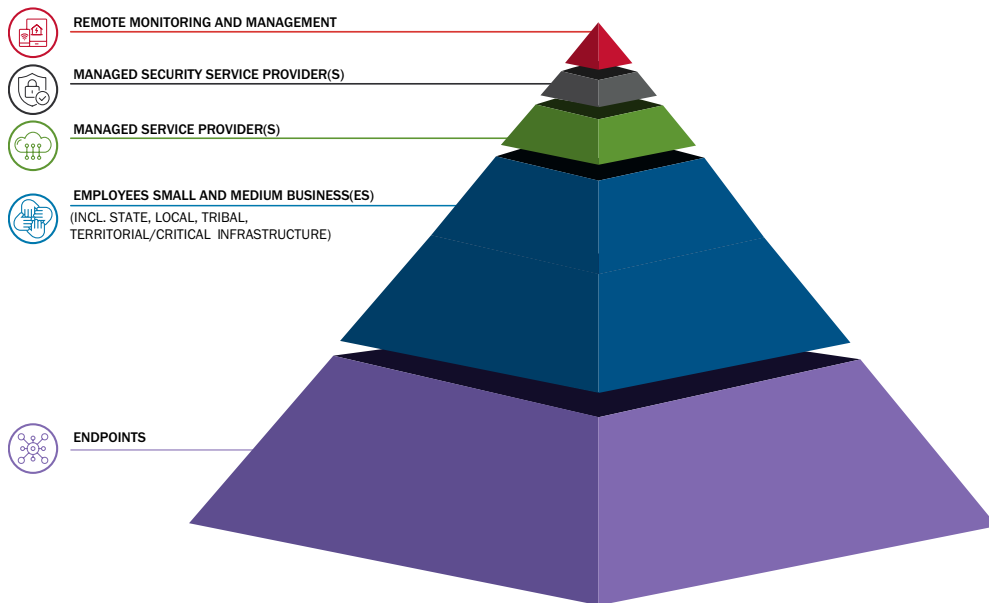 REMOTE MONITORING AND MANAGEMENT
MANAGED SECURITY SERVICE PROVIDER(S)
MANAGED SERVICE PROVIDER(S)
EMPLOYEES SMALL AND MEDIUM BUSINESS(ES)
(INCL. STATE, LOCAL, TRIBAL,
TERRITORIAL/CRITICAL INFRASTRUCTURE)
ENDPOINTS